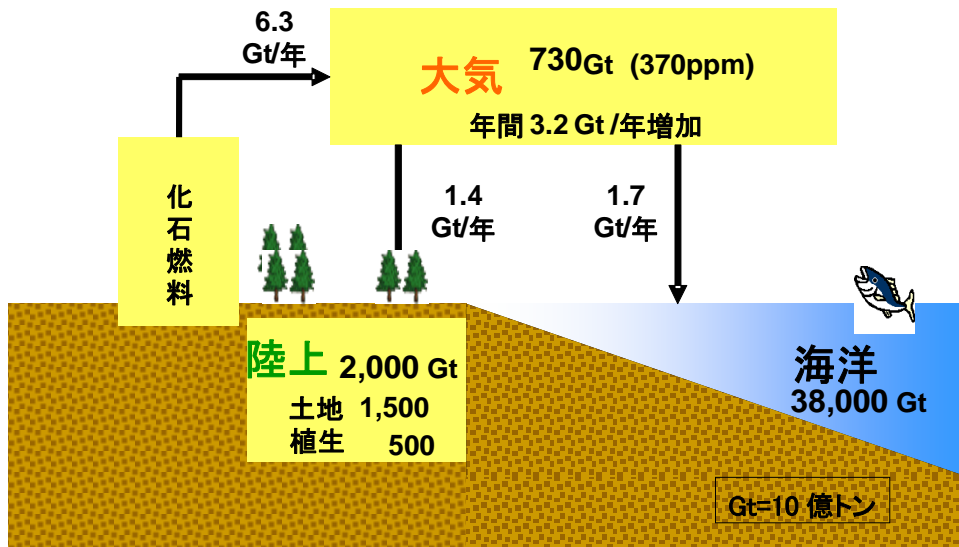 6.3
Gt/年
大気 730Gt (370ppm)
年間 3.2 Gt /年増加
化
石
燃
料
1.4
Gt/年
1.7
Gt/年
陸上 2,000 Gt
土地 1,500
植生 500
海洋
38,000 Gt
Gt=10 億トン